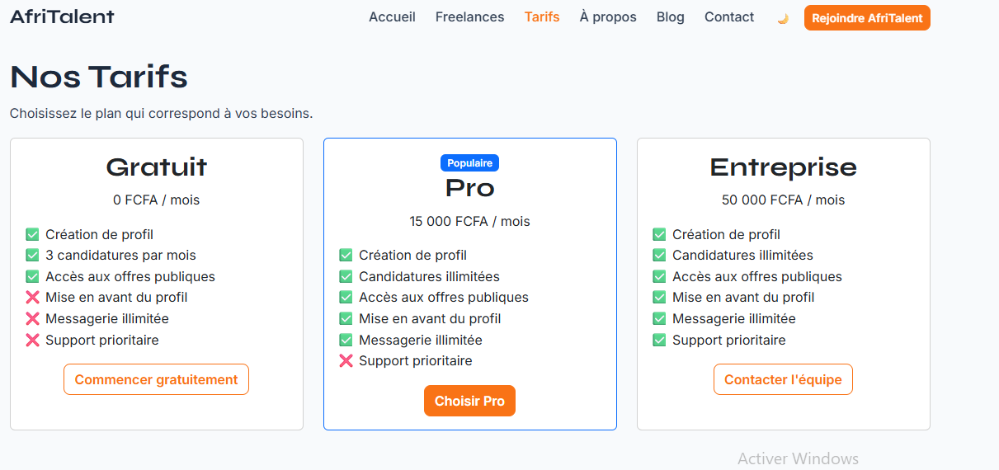 AfriTalent
Accueil Freelances Tarifs À propos Blog Contact Rejoindre AfriTalent
Nos Tarifs
Choisissez le plan qui correspond à vos besoins.
Gratuit
0 FCFA / mois
Création de profil
3 candidatures par mois
Accès aux offres publiques
Mise en avant du profil
Messagerie illimitée
Support prioritaire
Commencer gratuitement
Populaire
Pro
15 000 FCFA / mois
Création de profil
Candidatures illimitées
Accès aux offres publiques
Mise en avant du profil
Messagerie illimitée
Support prioritaire
Choisir Pro
Entreprise
50 000 FCFA / mois
Création de profil
Candidatures illimitées
Accès aux offres publiques
Mise en avant du profil
Messagerie illimitée
Support prioritaire
Contacter l'équipe
Activer Windows